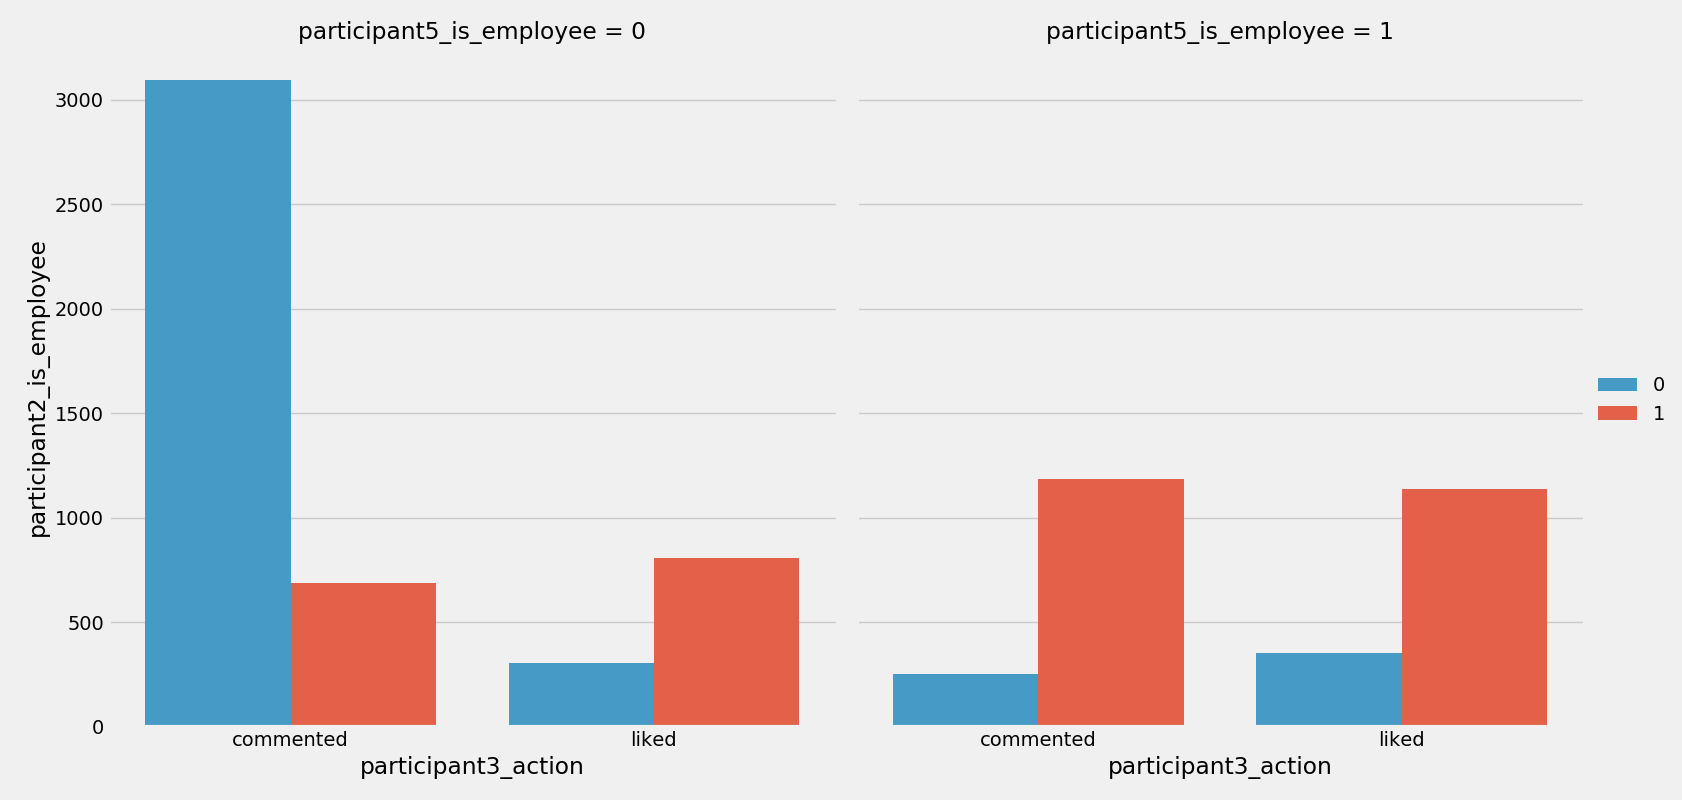 participant5_is_employee = 0
participant5_is_employee = 1
participant2_is_employee
3000
2500
2000
1500
1000
500
0
commented
liked
commented
liked
participant3_action
participant3_action
0
1